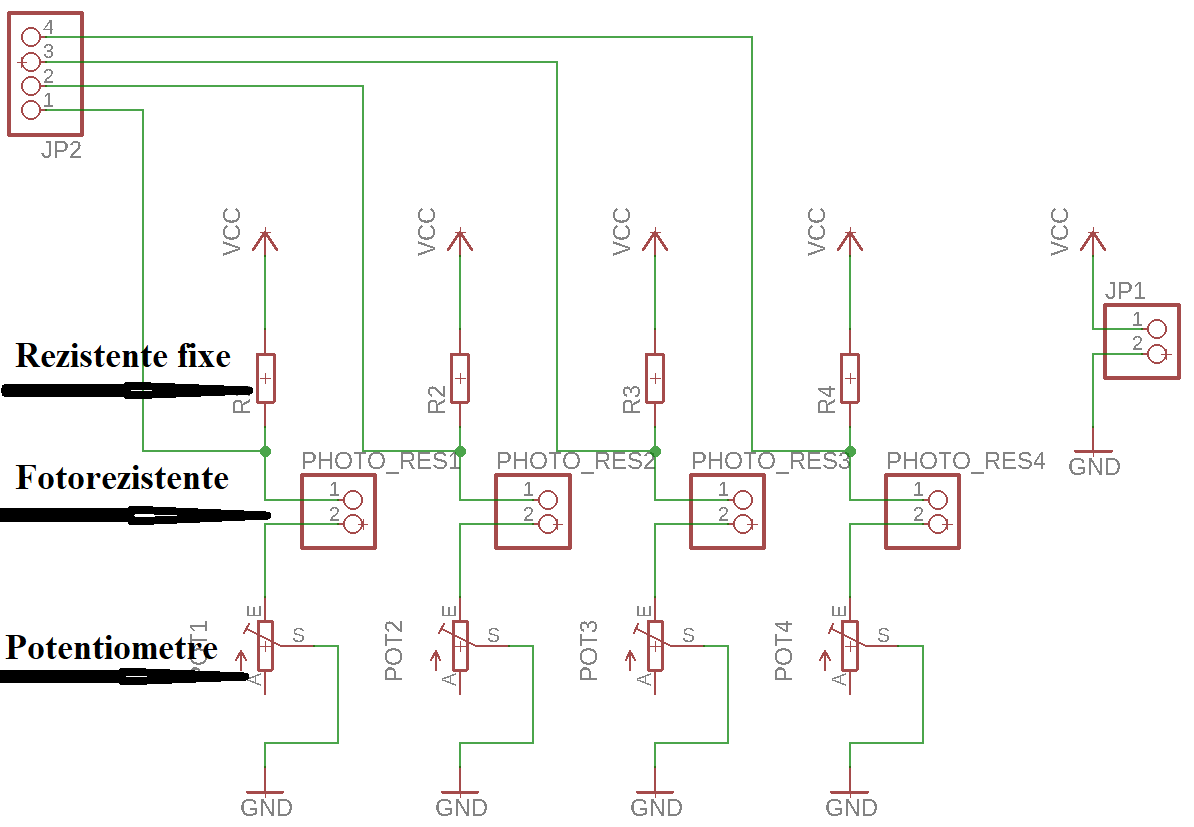 4
3
2
1
JP2
VCC
VCC
VCC
VCC
VCC
JP1
1
2
GND
Rezistente fixe
R
R2
R3
R4
Fotorezistente
PHOTO_RES1
PHOTO_RES2
PHOTO_RES3
PHOTO_RES4
1
2
1
2
1
2
1
2
Potentiometre
POT1
E
S
A
POT2
E
S
A
POT3
E
S
A
POT4
E
S
A
GND
GND
GND
GND